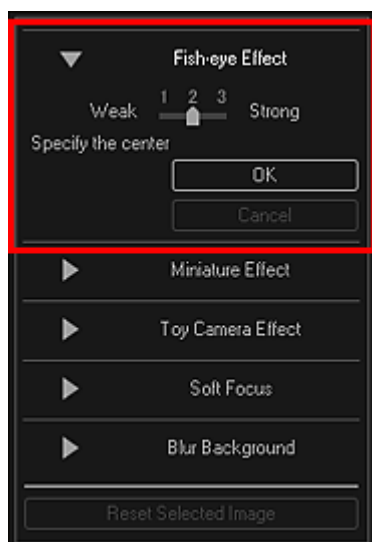 Fish-eye Effect
1 2 3
Weak Strong
Specify the center
OK
Cancel
Miniature Effect
Toy Camera Effect
Soft Focus
Blur Background
Reset Selected Image